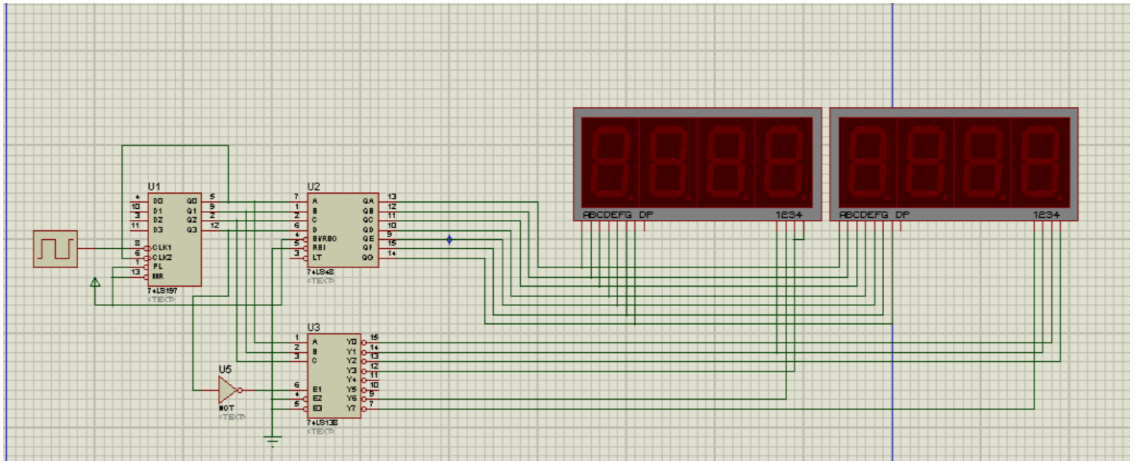 U1
4 D0 Q0 5
10 D1 Q1 9
3 D2 Q2 2
11 D3 Q3 12
8 CLK1
6 CLK2
1 PL
13 MR
74LS197
<TEXT>
U2
7 A QA 13
1 B QB 12
2 C QC 11
6 D QD 10
4 BI/RBO QE 9
5 RBI QF 15
3 LT QG 14
74LS48
<TEXT>
ABCDEFG DP 1234
ABCDEFG DP 1234
U3
1 A Y0 15
2 B Y1 14
3 C Y2 13
Y3 12
Y4 11
6 E1 Y5 10
4 E2 Y6 9
5 E3 Y7 7
74LS138
<TEXT>
U5
NOT
<TEXT>